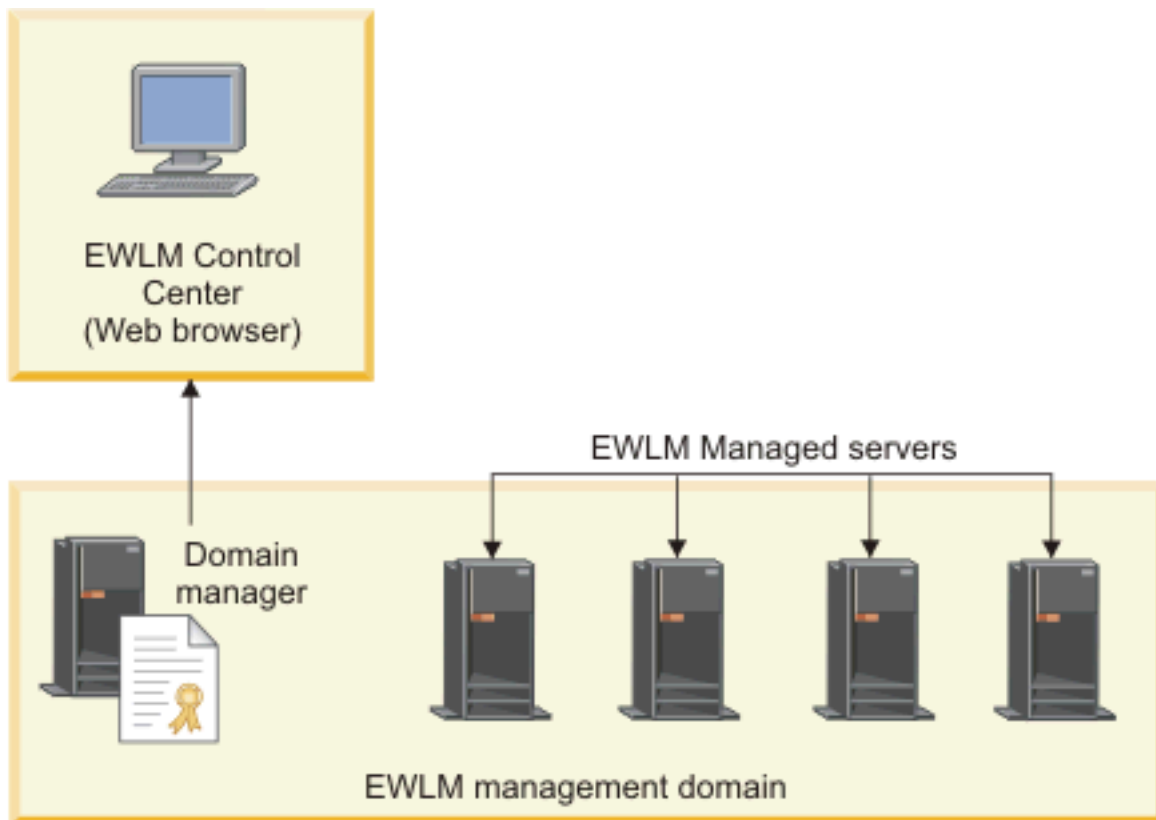 EWLM Control
Center
(Web browser)
EWLM Managed servers
Domain
manager
EWLM management domain